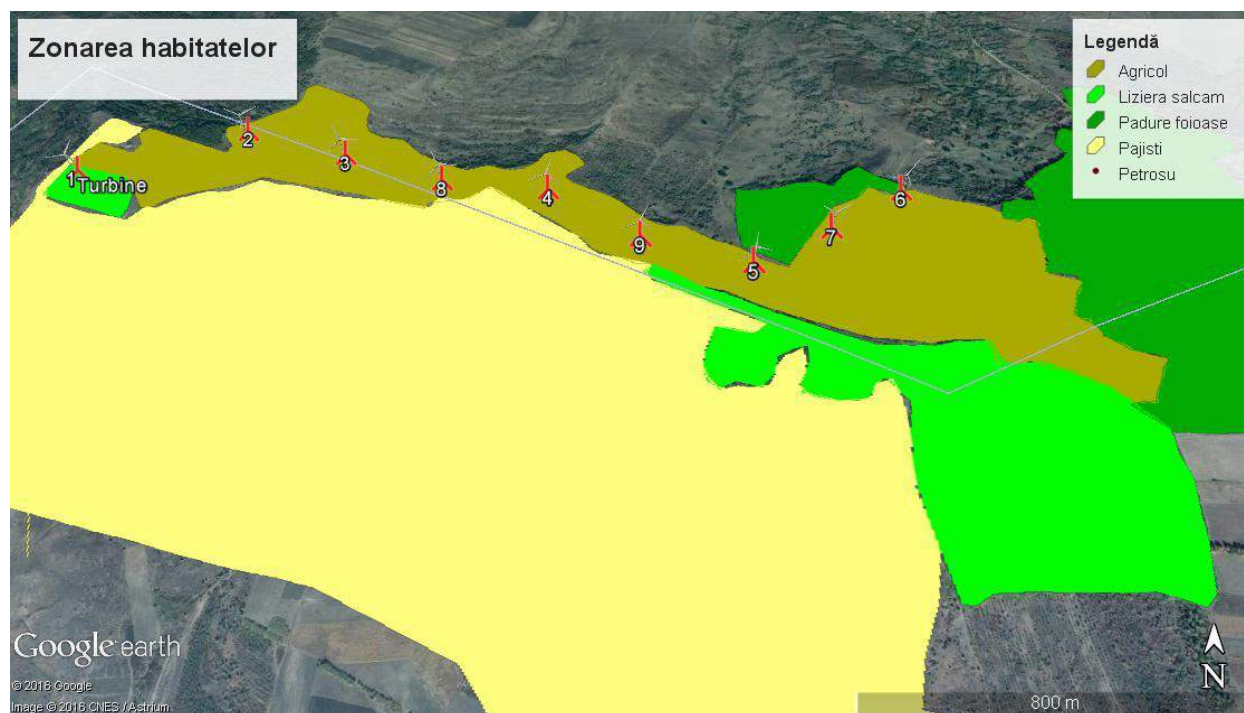 Zonarea habitatelor
Legendă
Agricol
Liziera salcam
Padure foioase
Pajisti
Petrosu
2
3
1
Turbine
8
4
6
7
9
5
Google earth
© 2016 Google
Image © 2016 CNES / Astrium
800 m
N